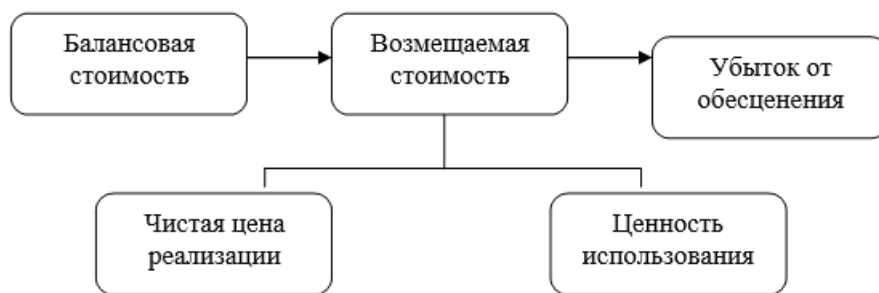 Балансовая
стоимость
Возмещаемая
стоимость
Убыток от
обесценения
Чистая цена
реализации
Ценность
использования